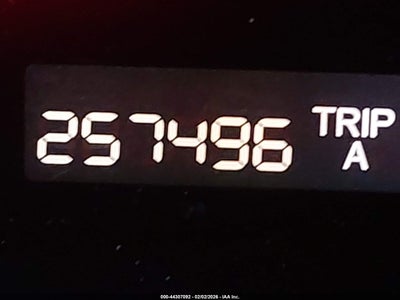 257496 TRIP
A
000-44307092 - 02/02/2026 - IAA Inc.